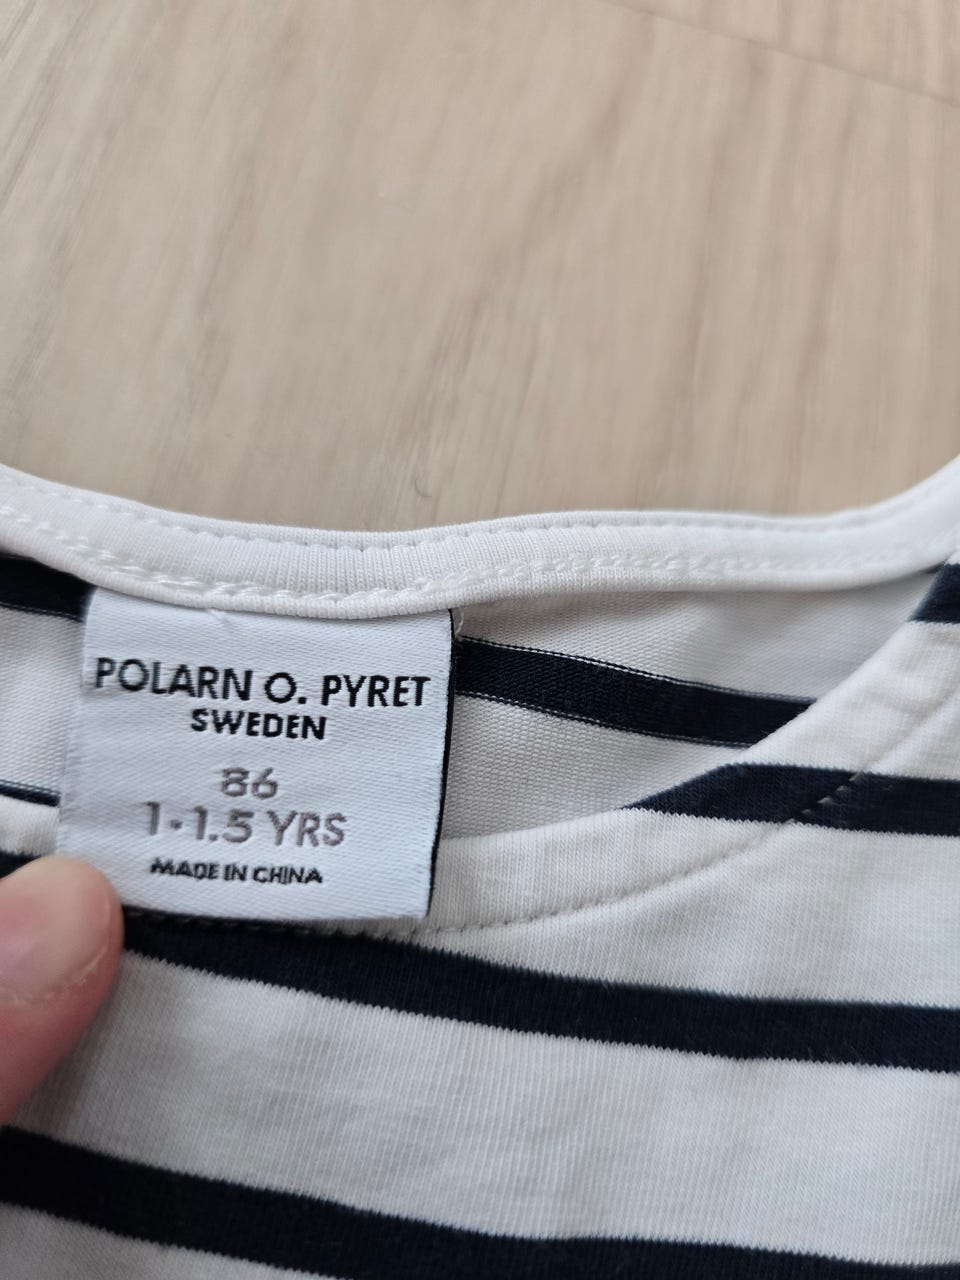 POLARN O. PYRET
SWEDEN
86
1-1.5 YRS
MADE IN CHINA